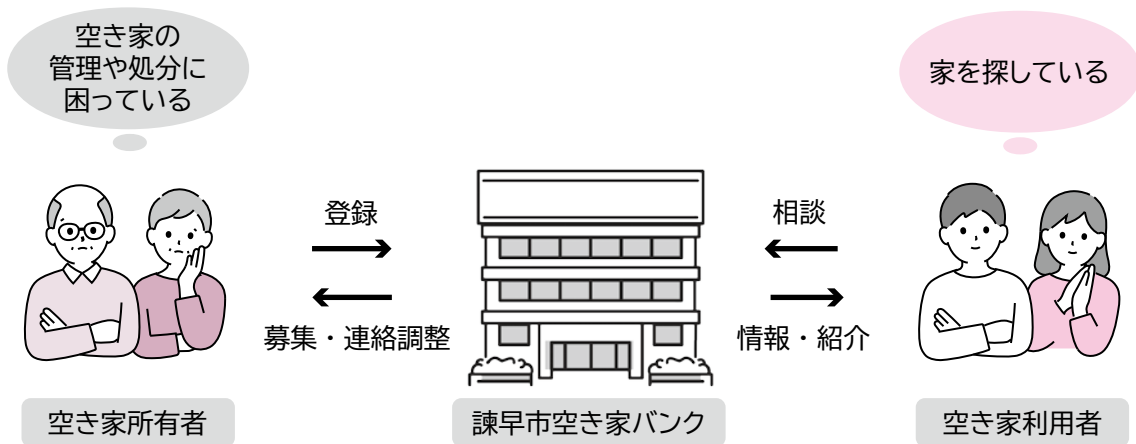 空き家の
管理や処分に
困っている
家を探している
登録
募集・連絡調整
相談
情報・紹介
空き家所有者
諫早市空き家バンク
空き家利用者